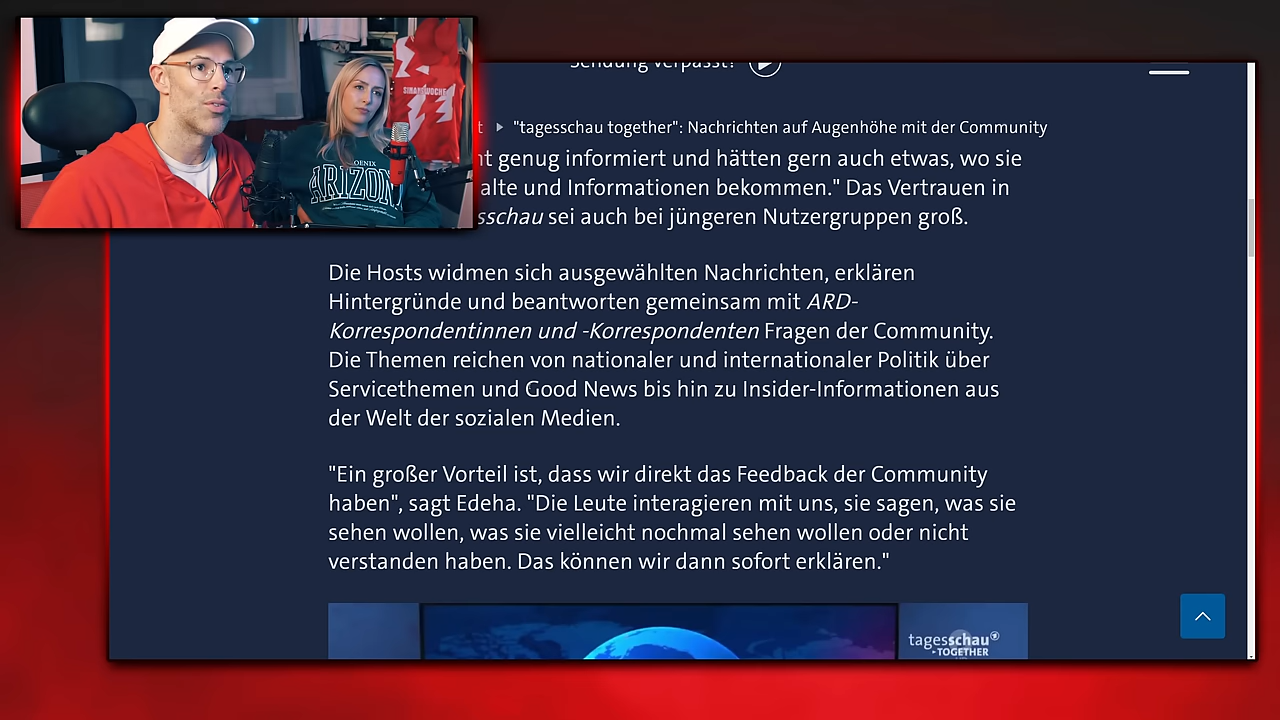 Sendung verpasst?
"tagesschau together": Nachrichten auf Augenhöhe mit der Community
genug informiert und hätten gern auch etwas, wo sie
und Informationen bekommen." Das Vertrauen in
sei auch bei jüngeren Nutzergruppen groß.
Die Hosts widmen sich ausgewählten Nachrichten, erklären
Hintergründe und beantworten gemeinsam mit ARD-
Korrespondentinnen und -Korrespondenten Fragen der Community.
Die Themen reichen von nationaler und internationaler Politik über
Servicethemen und Good News bis hin zu Insider-Informationen aus
der Welt der sozialen Medien.
"Ein großer Vorteil ist, dass wir direkt das Feedback der Community
haben", sagt Edeha. "Die Leute interagieren mit uns, sie sagen, was sie
sehen wollen, was sie vielleicht nochmal sehen wollen oder nicht
verstanden haben. Das können wir dann sofort erklären."
tagesschau
TOGETHER
OENIX
ARIZON